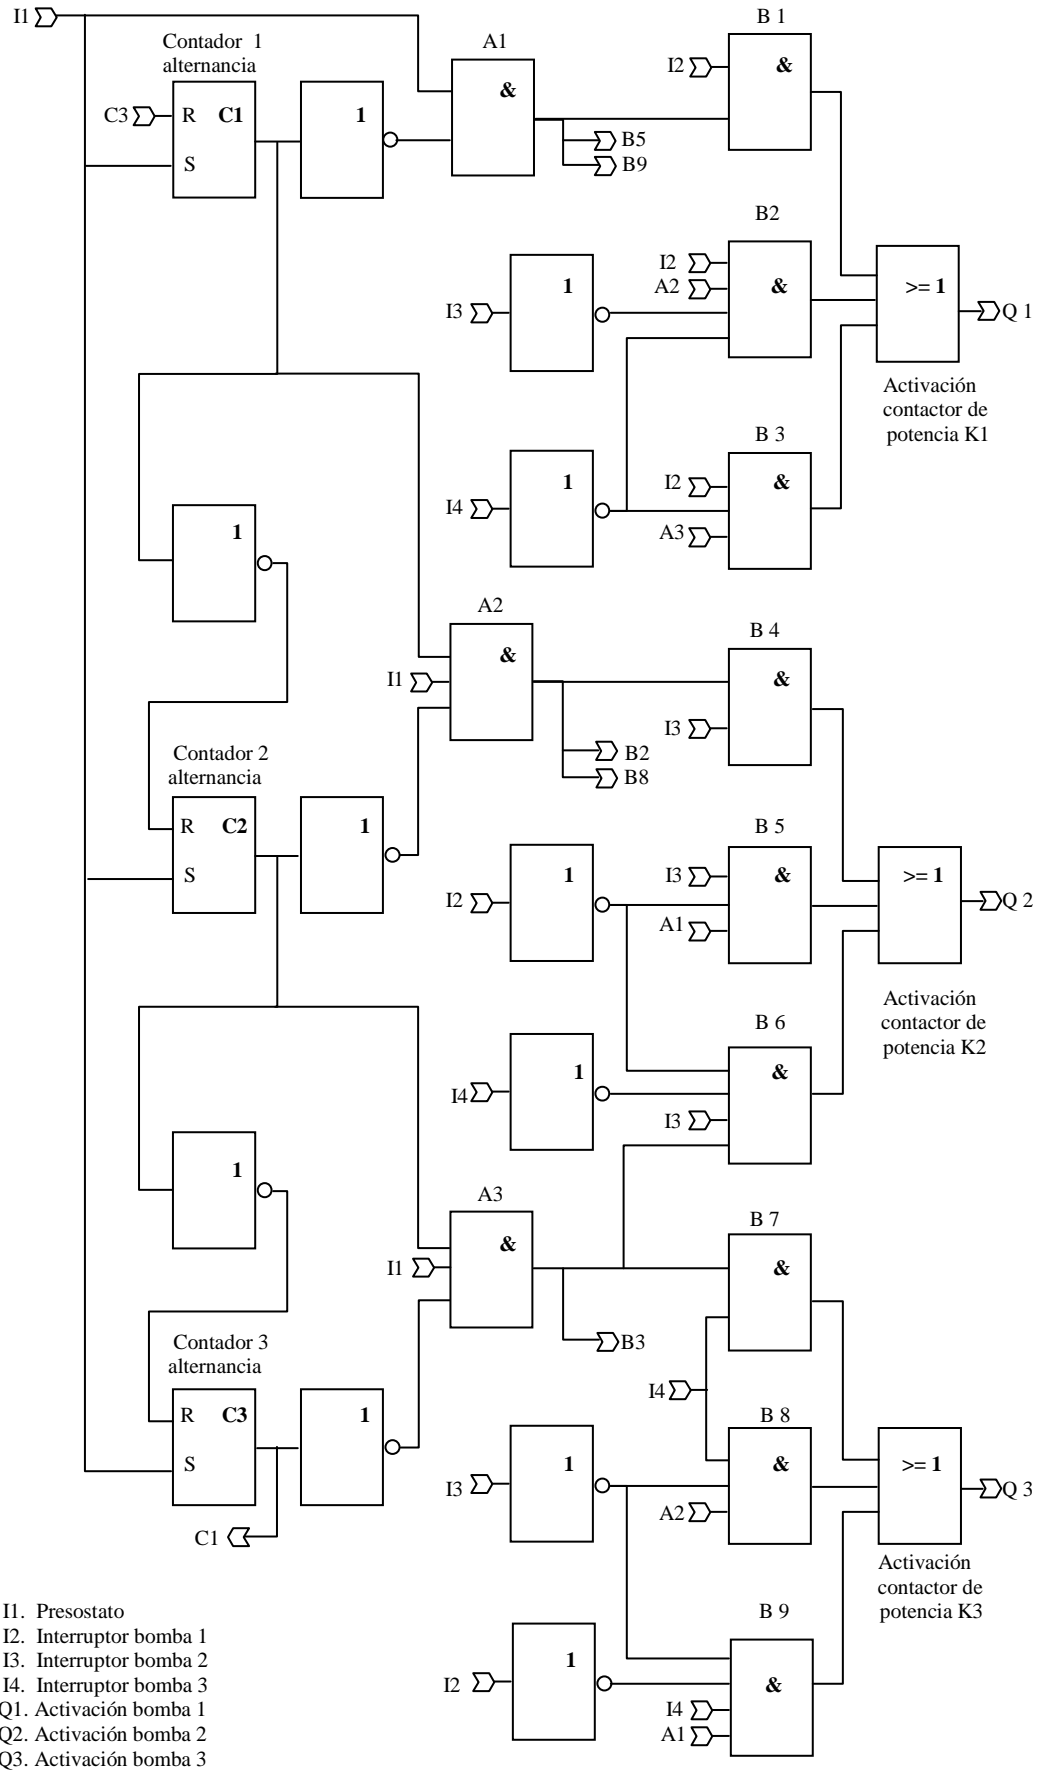 I1
Contador 1
alternancia
C3
R C1
S
1
A1
&
B5
B9
B 1
I2
&
B2
I2
A2
&
I3
1
>= 1
Q 1
Activación
contactor de
potencia K1
B 3
I4
1
I2
&
A3
1
A2
&
I1
B2
B8
B 4
&
I3
Contador 2
alternancia
R C2
S
1
B 5
I2
1
I3
&
A1
>= 1
Q 2
Activación
contactor de
potencia K2
B 6
I4
1
&
I3
1
A3
&
I1
B3
B 7
&
I4
Contador 3
alternancia
R C3
S
1
C1
B 8
I3
1
&
A2
>= 1
Q 3
Activación
contactor de
potencia K3
B 9
I2
1
&
I4
A1
I1. Presostato
I2. Interruptor bomba 1
I3. Interruptor bomba 2
I4. Interruptor bomba 3
Q1. Activación bomba 1
Q2. Activación bomba 2
Q3. Activación bomba 3